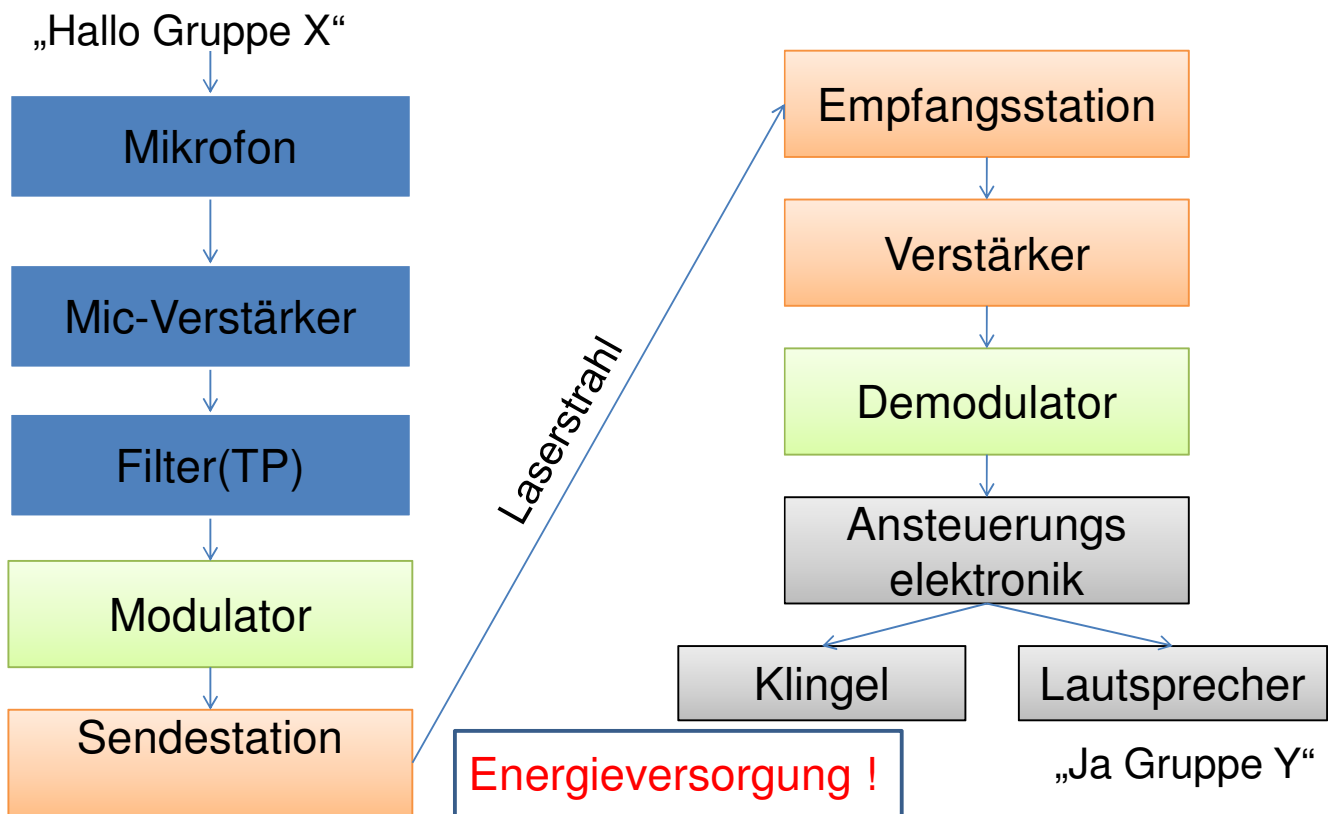 „Hallo Gruppe X“
Mikrofon
Mic-Verstärker
Filter(TP)
Modulator
Sendestation
Laserstrahl
Empfangsstation
Verstärker
Demodulator
Ansteuerungs
elektronik
Klingel
Lautsprecher
„Ja Gruppe Y“
Energieversorgung !